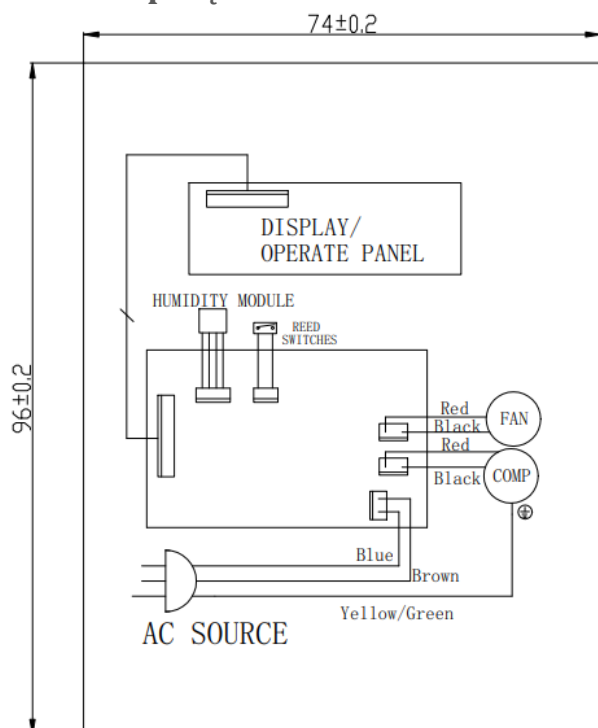 74±0.2
96±0.2
DISPLAY/
OPERATE PANEL
HUMIDITY MODULE
REED
SWITCHES
Red
Black
FAN
Red
Black
COMP
Blue
Brown
Yellow/Green
AC SOURCE